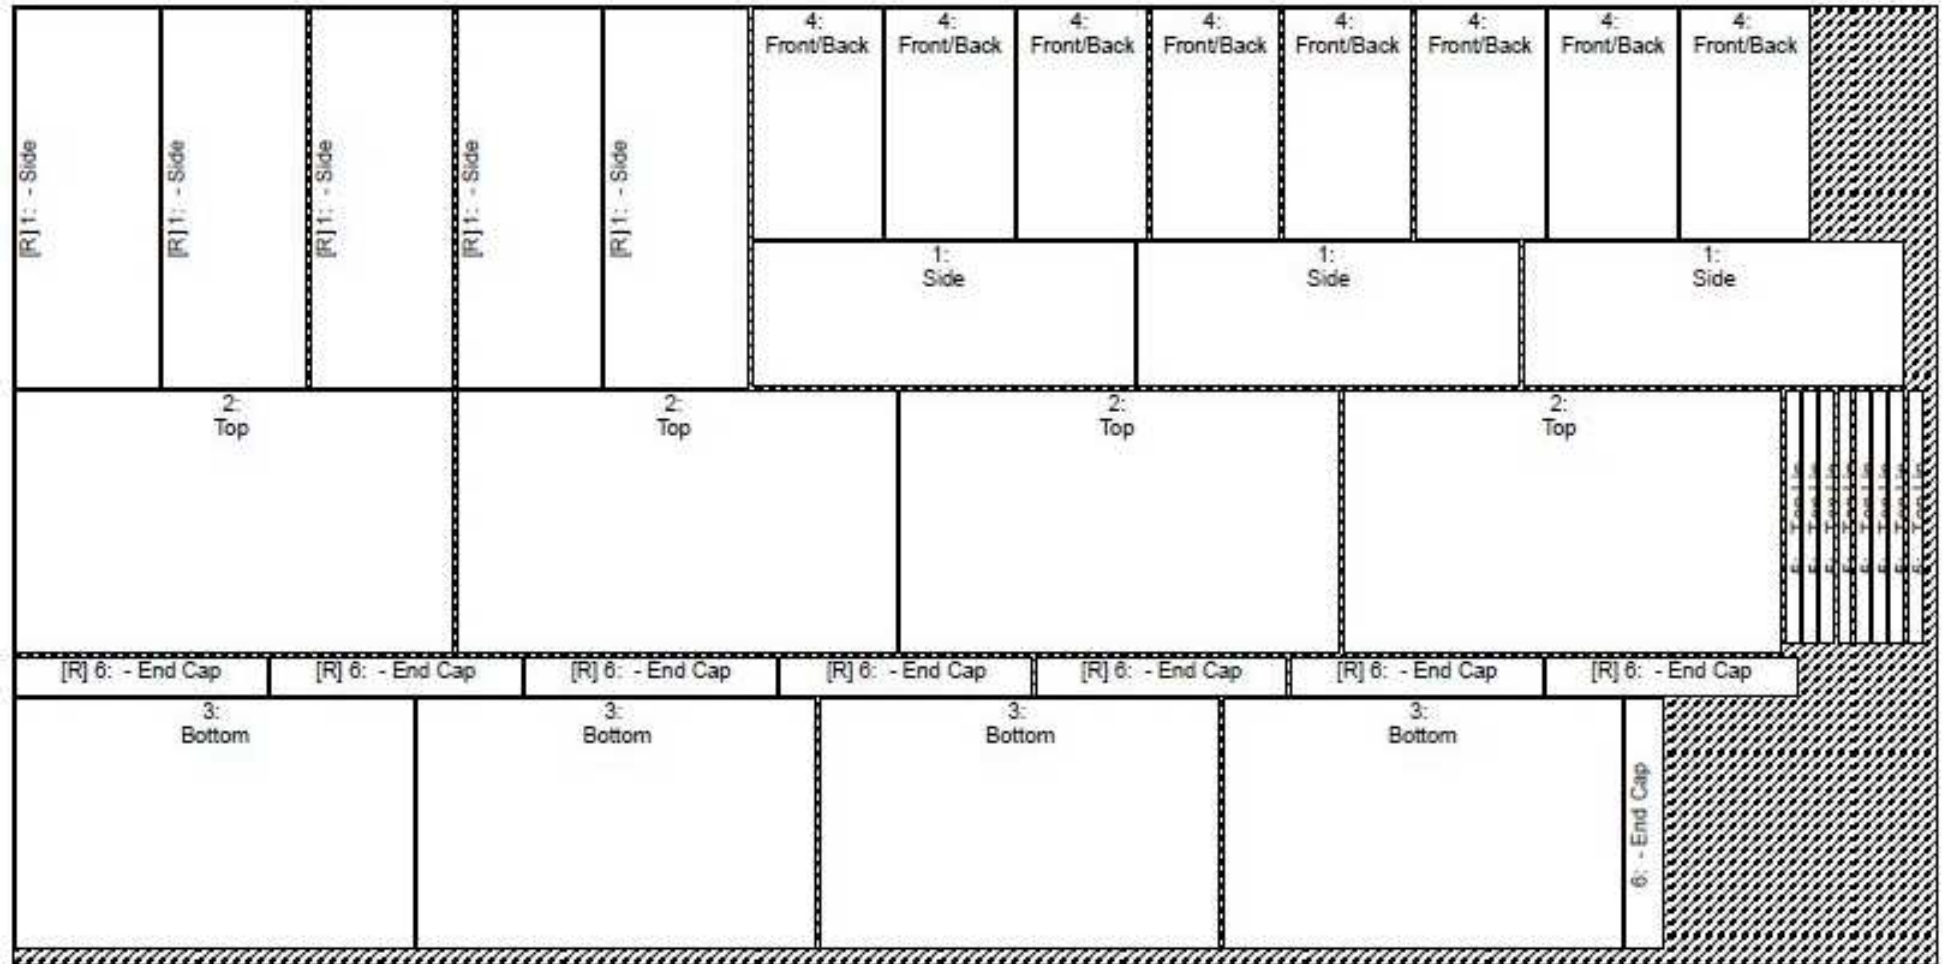 4:
Front/Back
4:
Front/Back
4:
Front/Back
4:
Front/Back
4:
Front/Back
4:
Front/Back
4:
Front/Back
4:
Front/Back
[R] 1: - Side
[R] 1: - Side
[R] 1: - Side
[R] 1: - Side
[R] 1: - Side
1:
Side
1:
Side
1:
Side
2:
Top
2:
Top
2:
Top
2:
Top
[R] 6: - End Cap
[R] 6: - End Cap
[R] 6: - End Cap
[R] 6: - End Cap
[R] 6: - End Cap
[R] 6: - End Cap
[R] 6: - End Cap
3:
Bottom
3:
Bottom
3:
Bottom
3:
Bottom
6: - End Cap